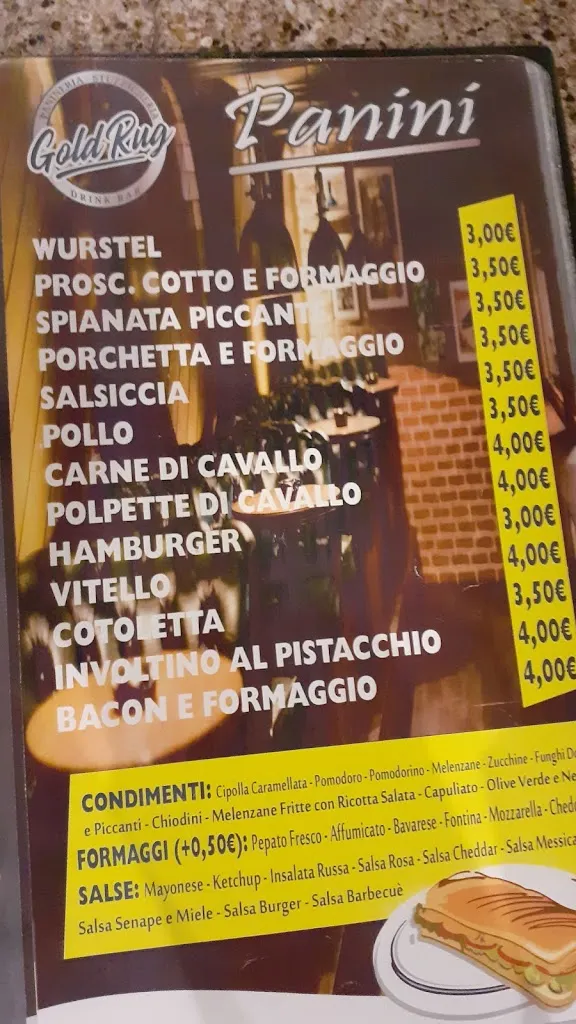 PANINERIA STUZZICHERIA
Gold Rug
DRINK BAR
Panini
WURSTEL 3,00€
PROSC. COTTO E FORMAGGIO 3,50€
SPIANATA PICCANTE 3,50€
PORCHETTA E FORMAGGIO 3,50€
SALSICCIA 3,50€
POLLO 3,50€
CARNE DI CAVALLO 4,00€
POLPETTE DI CAVALLO 4,00€
HAMBURGER 3,00€
VITELLO 4,00€
COTOLETTA 3,50€
INVOLTINO AL PISTACCHIO 4,00€
BACON E FORMAGGIO 4,00€
CONDIMENTI: Cipolla Caramellata - Pomodoro - Pomodorino - Melenzane - Zucchine - Funghi
e Piccanti - Chiodini - Melenzane Fritte con Ricotta Salata - Capuliato - Olive Verde e
FORMAGGI (+0,50€): Pepato Fresco - Affumicato - Bavarese - Fontina - Mozzarella -
SALSE: Mayonese - Ketchup - Insalata Russa - Salsa Rosa - Salsa Cheddar - Salsa
Salsa Senape e Miele - Salsa Burger - Salsa Barbecuè